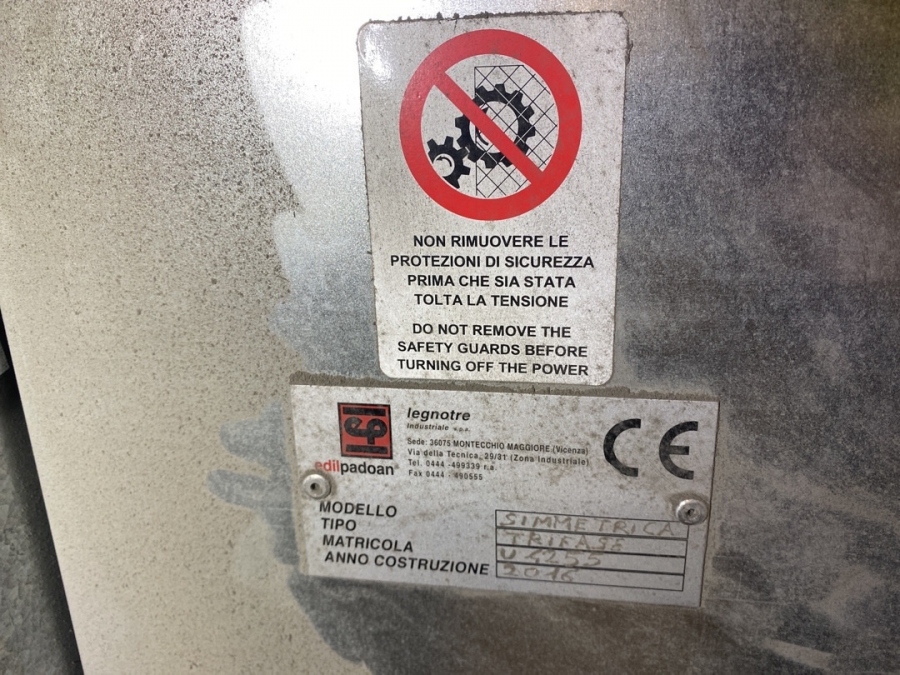 NON RIMUOVERE LE
PROTEZIONI DI SICUREZZA
PRIMA CHE SIA STATA
TOLTA LA TENSIONE
DO NOT REMOVE THE
SAFETY GUARDS BEFORE
TURNING OFF THE POWER
ep
edilpadoan
legnotre
Industriale s.p.a.
Sede: 36075 MONTECCHIO MAGGIORE (Vicenza)
Via della Tecnica, 29/31 (Zona Industriale)
Tel. 0444 -499239 r.a.
Fax 0444 - 490555
CE
MODELLO SIMMETRICA
TIPO TRIFASE
MATRICOLA
ANNO COSTRUZIONE 2016